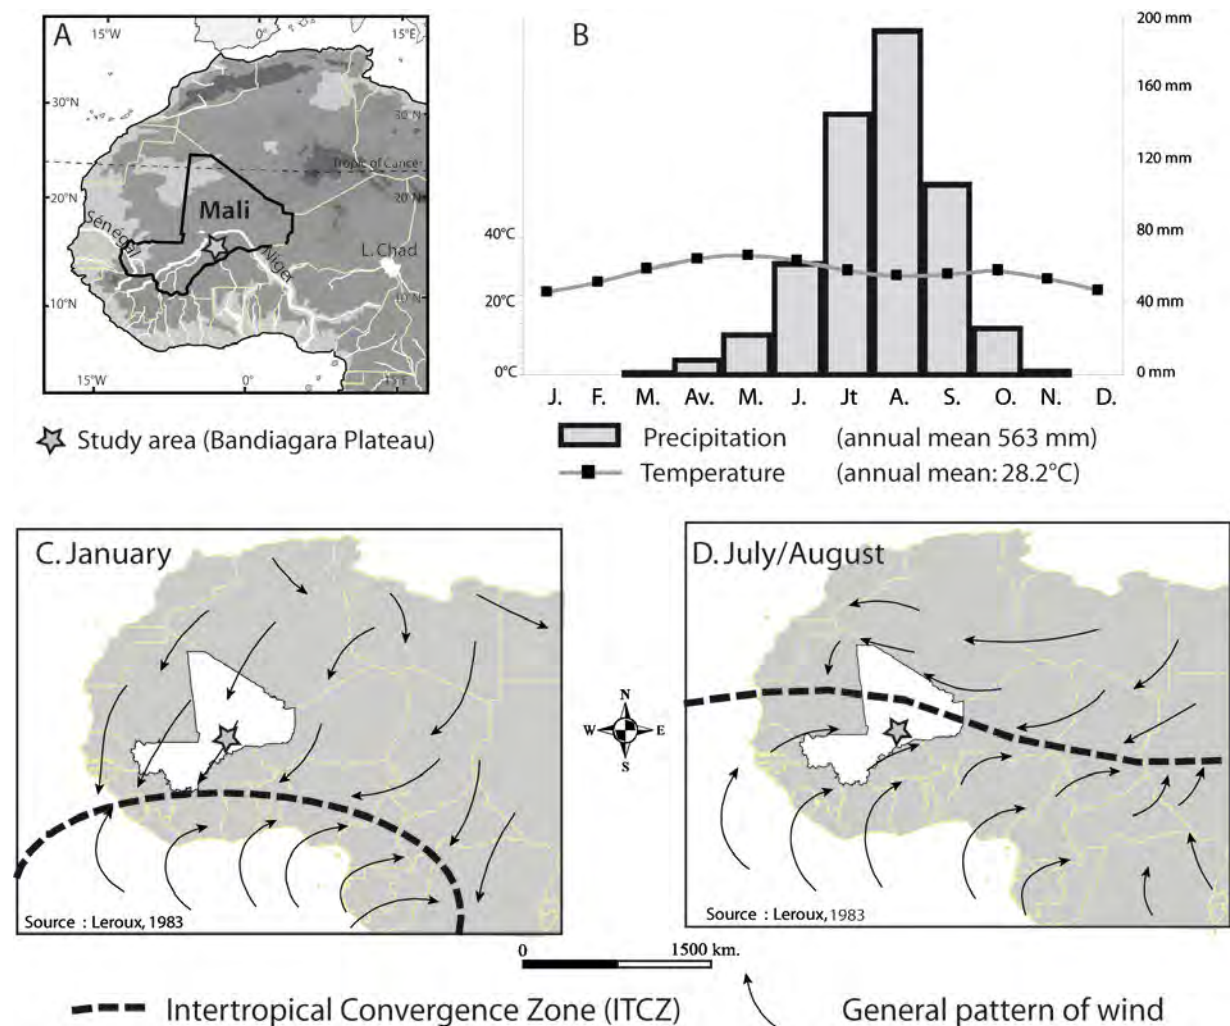 A
15°W
0°
15°E
30°N
30°N
Tropic of Cancer
20°N
20°N
Mali
Sénégal
Niger
L. Chad
10°N
10°N
15°W
0°
15°E
Study area (Bandiagara Plateau)
B
200 mm
160 mm
120 mm
80 mm
40 mm
0 mm
40°C
20°C
0°C
J. F. M. Av. M. J. Jt A. S. O. N. D.
Precipitation (annual mean 563 mm)
Temperature (annual mean: 28.2°C)
C. January
Source : Leroux, 1983
N
W E
S
D. July/August
Source : Leroux, 1983
0 1500 km.
Intertropical Convergence Zone (ITCZ)
General pattern of wind